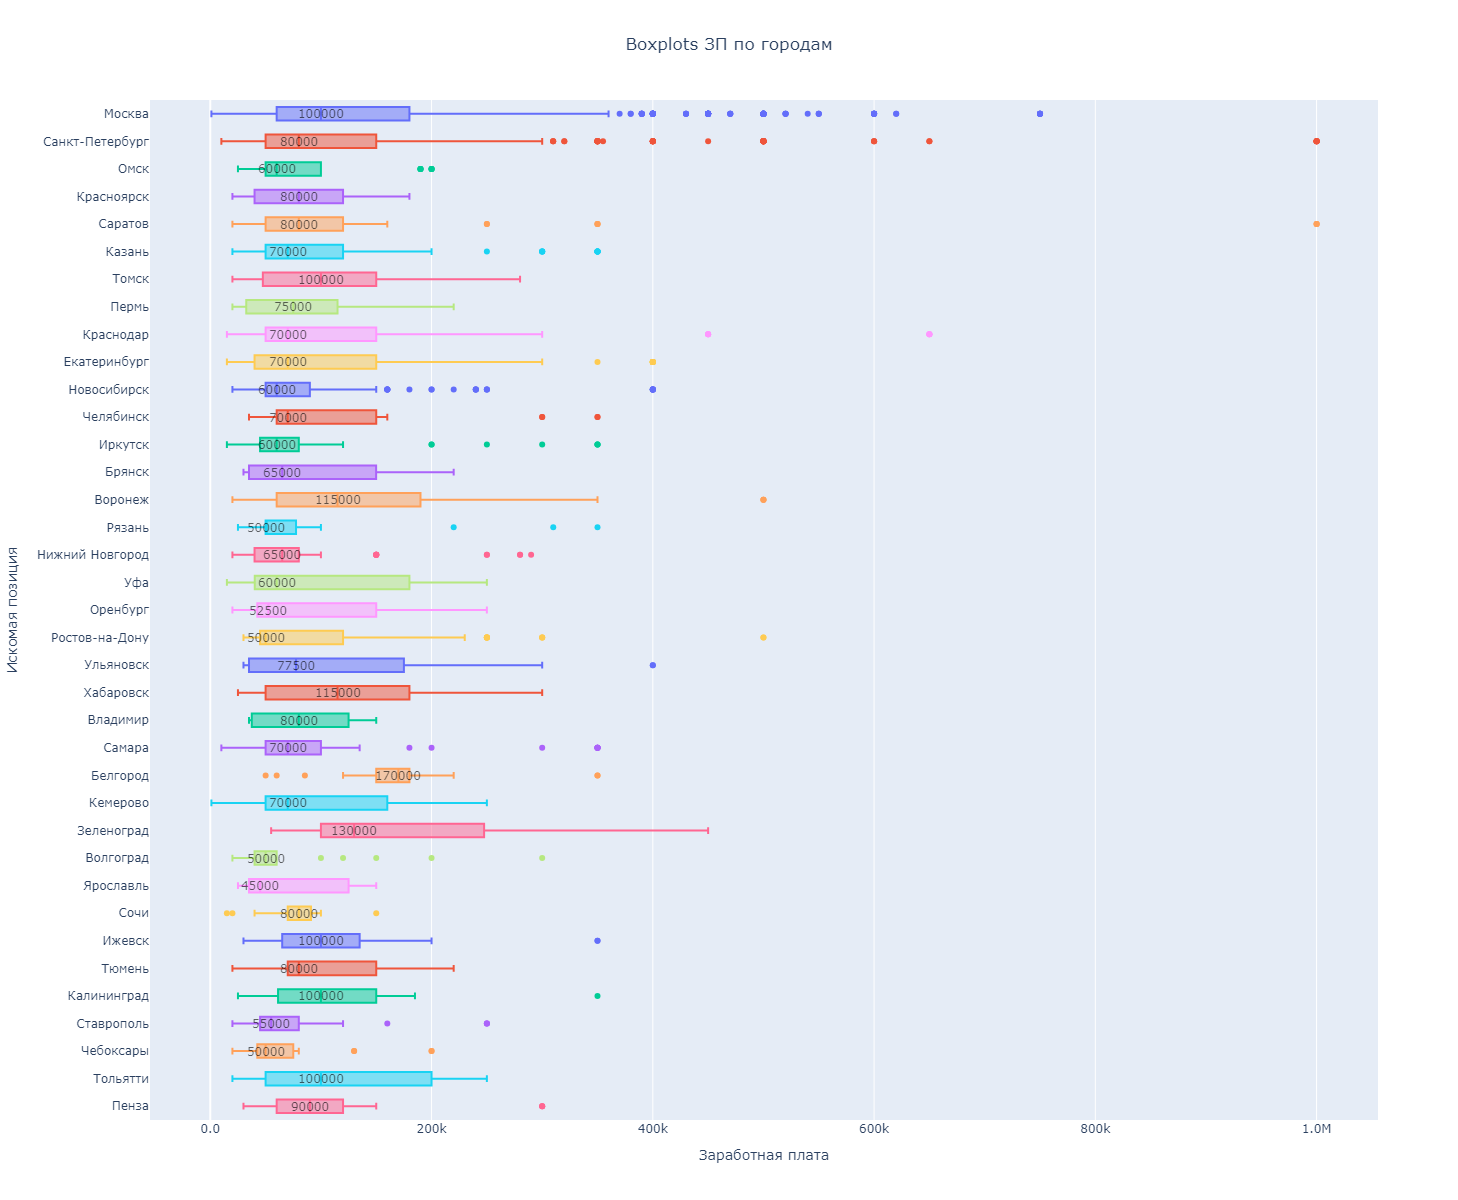 Boxplots ЗП по городам
Искомая позиция
Москва 100000
Санкт-Петербург 80000
Омск 60000
Красноярск 80000
Саратов 80000
Казань 70000
Томск 100000
Пермь 75000
Краснодар 70000
Екатеринбург 70000
Новосибирск 60000
Челябинск 70000
Иркутск 60000
Брянск 65000
Воронеж 115000
Рязань 50000
Нижний Новгород 65000
Уфа 60000
Оренбург 52500
Ростов-на-Дону 50000
Ульяновск 77500
Хабаровск 115000
Владимир 80000
Самара 70000
Белгород 170000
Кемерово 70000
Зеленоград 130000
Волгоград 50000
Ярославль 45000
Сочи 80000
Ижевск 100000
Тюмень 80000
Калининград 100000
Ставрополь 55000
Чебоксары 50000
Тольятти 100000
Пенза 90000
0.0 200k 400k 600k 800k 1.0M
Заработная плата